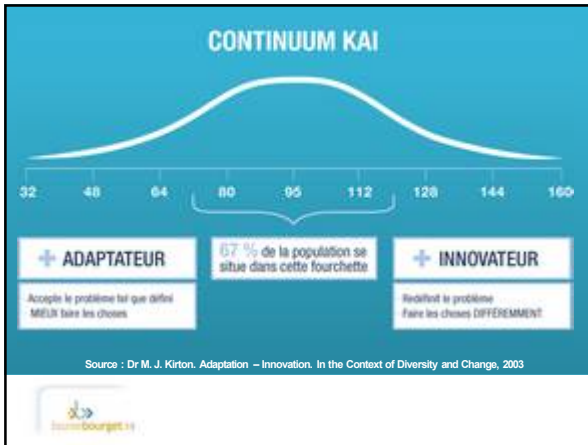 CONTINUUM KAI
32 48 64 80 95 112 128 144 160
+ ADAPTATEUR
Accepte le problème tel que défini
MIEUX faire les choses
67 % de la population se
situe dans cette fourchette
+ INNOVATEUR
Redéfinit le problème
Faire les choses DIFFÉREMMENT
Source : Dr M. J. Kirton. Adaptation – Innovation. In the Context of Diversity and Change, 2003